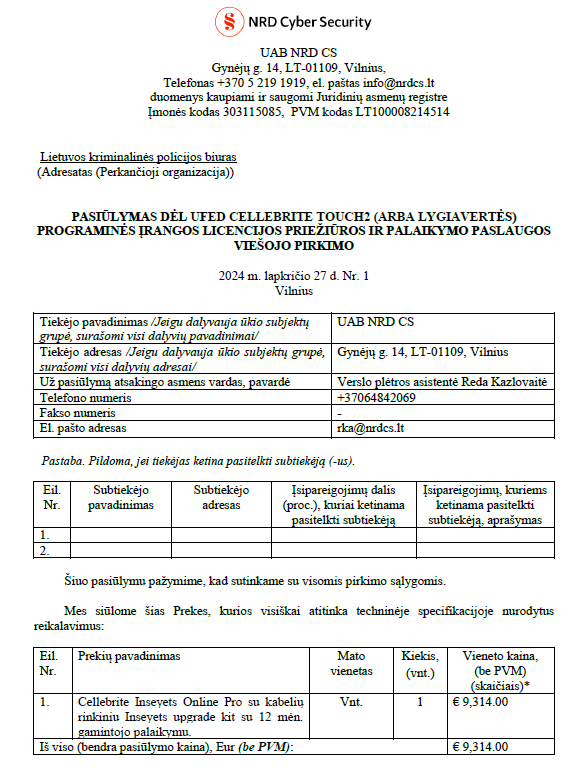 NRD Cyber Security
UAB NRD CS
Gynėjų g. 14, LT-01109, Vilnius,
Telefonas +370 5 219 1919, el. paštas info@nrdcs.lt
duomenys kaupiami ir saugomi Juridinių asmenų registre
Įmonės kodas 303115085, PVM kodas LT100008214514
Lietuvos kriminalinės policijos biuras
(Adresatas (Perkančioji organizacija))
PASIŪLYMAS DĖL UFED CELLEBRITE TOUCH2 (ARBA LYGIAVERTĖS)
PROGRAMINĖS ĮRANGOS LICENCIJOS PRIEŽIŪROS IR PALAIKYMO PASLAUGOS
VIEŠOJO PIRKIMO
2024 m. lapkričio 27 d. Nr. 1
Vilnius
Tiekėjo pavadinimas /Jeigu dalyvauja ūkio subjektų
grupė, surašomi visi dalyvių pavadinimai/
UAB NRD CS
Tiekėjo adresas /Jeigu dalyvauja ūkio subjektų grupė,
surašomi visi dalyvių adresai/
Gynėjų g. 14, LT-01109, Vilnius
Už pasiūlymą atsakingo asmens vardas, pavardė
Verslo plėtros asistentė Reda Kazlovaitė
Telefono numeris
+37064842069
Fakso numeris
-
El. pašto adresas
rka@nrdcs.lt
Pastaba. Pildoma, jei tiekėjas ketina pasitelkti subtiekėją (-us).
Eil.
Nr.
Subtiekėjo
pavadinimas
Subtiekėjo
adresas
Įsipareigojimų dalis
(proc.), kuriai ketinama
pasitelkti subtiekėją
Įsipareigojimų, kuriems
ketinama pasitelkti
subtiekėją, aprašymas
1.
2.
Šiuo pasiūlymu pažymime, kad sutinkame su visomis pirkimo sąlygomis.
Mes siūlome šias Prekes, kurios visiškai atitinka techninėje specifikacijoje nurodytus
reikalavimus:
Eil.
Nr.
Prekių pavadinimas
Mato
vienetas
Kiekis,
(vnt.)
Vieneto kaina,
(be PVM)
(skaičiais)*
1.
Cellebrite Inseyets Online Pro su kabelių
rinkiniu Inseyets upgrade kit su 12 mėn.
gamintojo palaikymu.
Vnt.
1
€ 9,314.00
Iš viso (bendra pasiūlymo kaina), Eur (be PVM):
€ 9,314.00